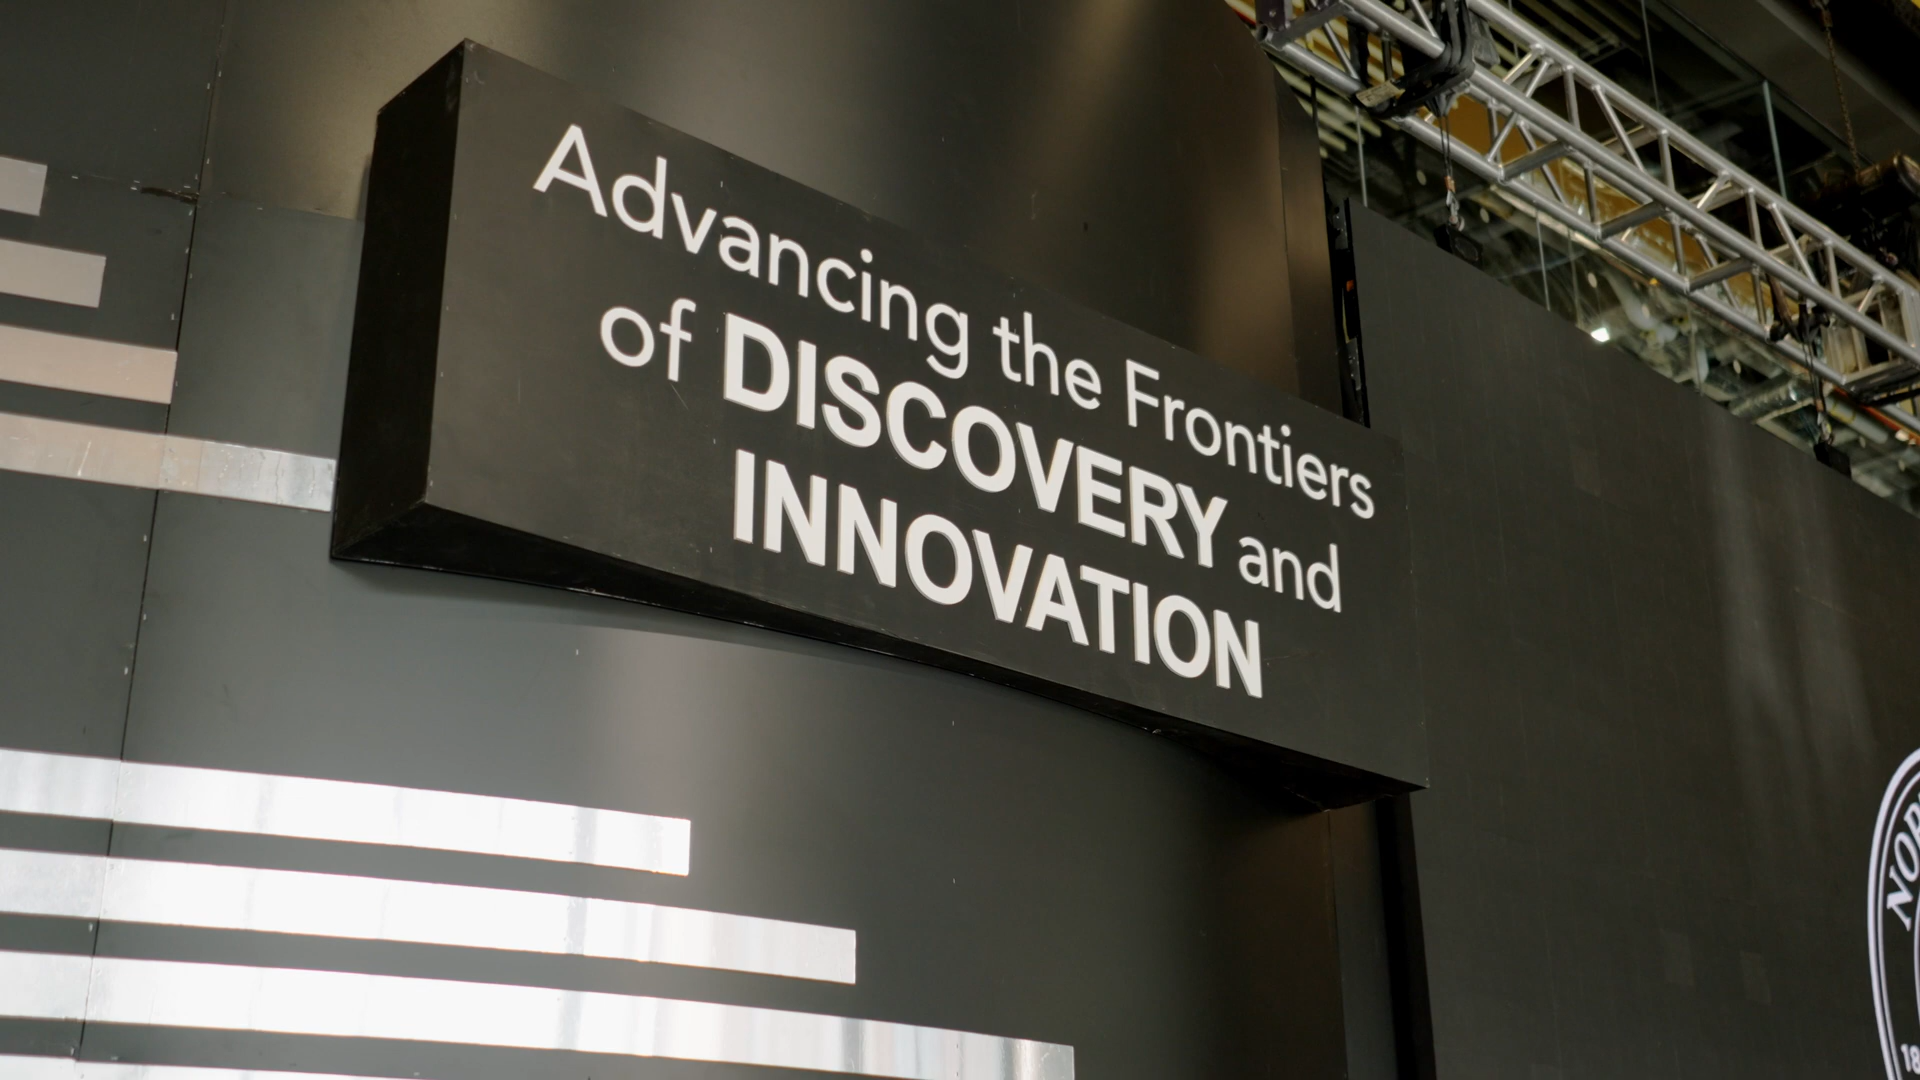 Advancing the Frontiers
of DISCOVERY and
INNOVATION